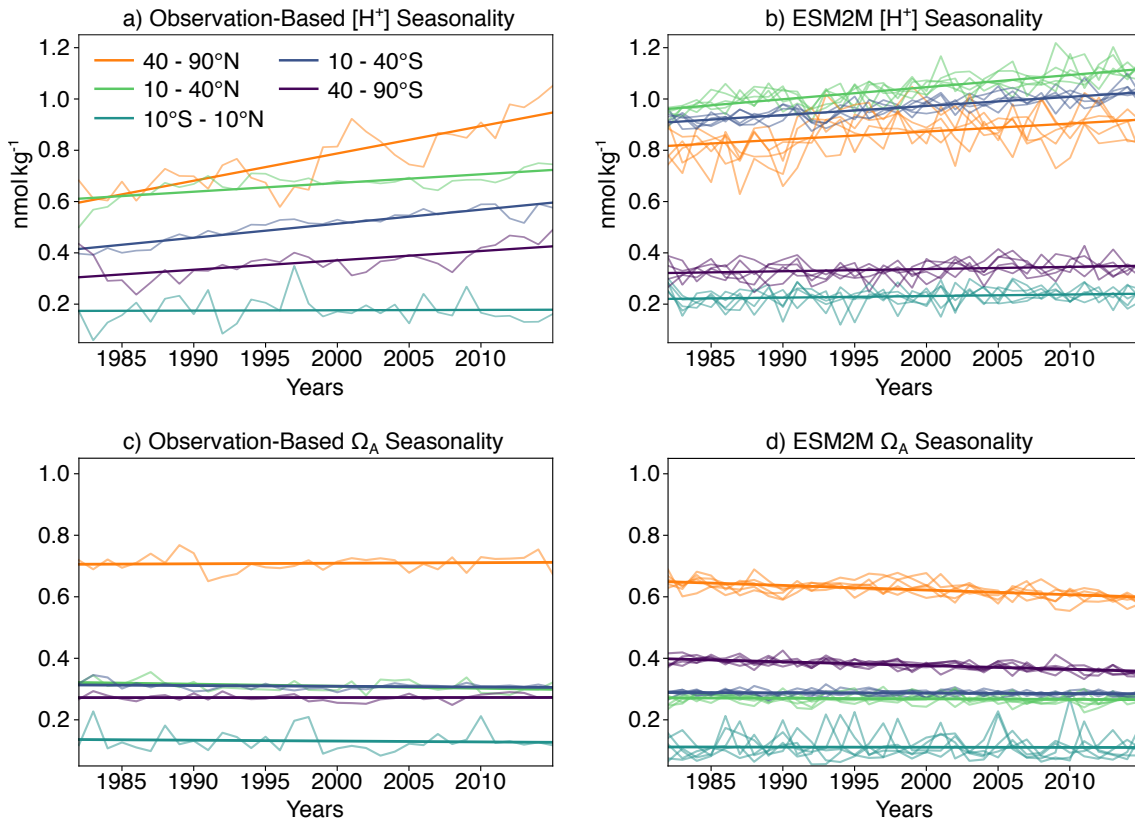 a) Observation-Based [H⁺] Seasonality
1.2
1.0
0.8
0.6
0.4
0.2
nmol kg⁻¹
40 - 90°N
10 - 40°N
10°S - 10°N
10 - 40°S
40 - 90°S
1985 1990 1995 2000 2005 2010
Years
b) ESM2M [H⁺] Seasonality
1.2
1.0
0.8
0.6
0.4
0.2
nmol kg⁻¹
1985 1990 1995 2000 2005 2010
Years
c) Observation-Based Ω_A Seasonality
1.0
0.8
0.6
0.4
0.2
1985 1990 1995 2000 2005 2010
Years
d) ESM2M Ω_A Seasonality
1.0
0.8
0.6
0.4
0.2
1985 1990 1995 2000 2005 2010
Years